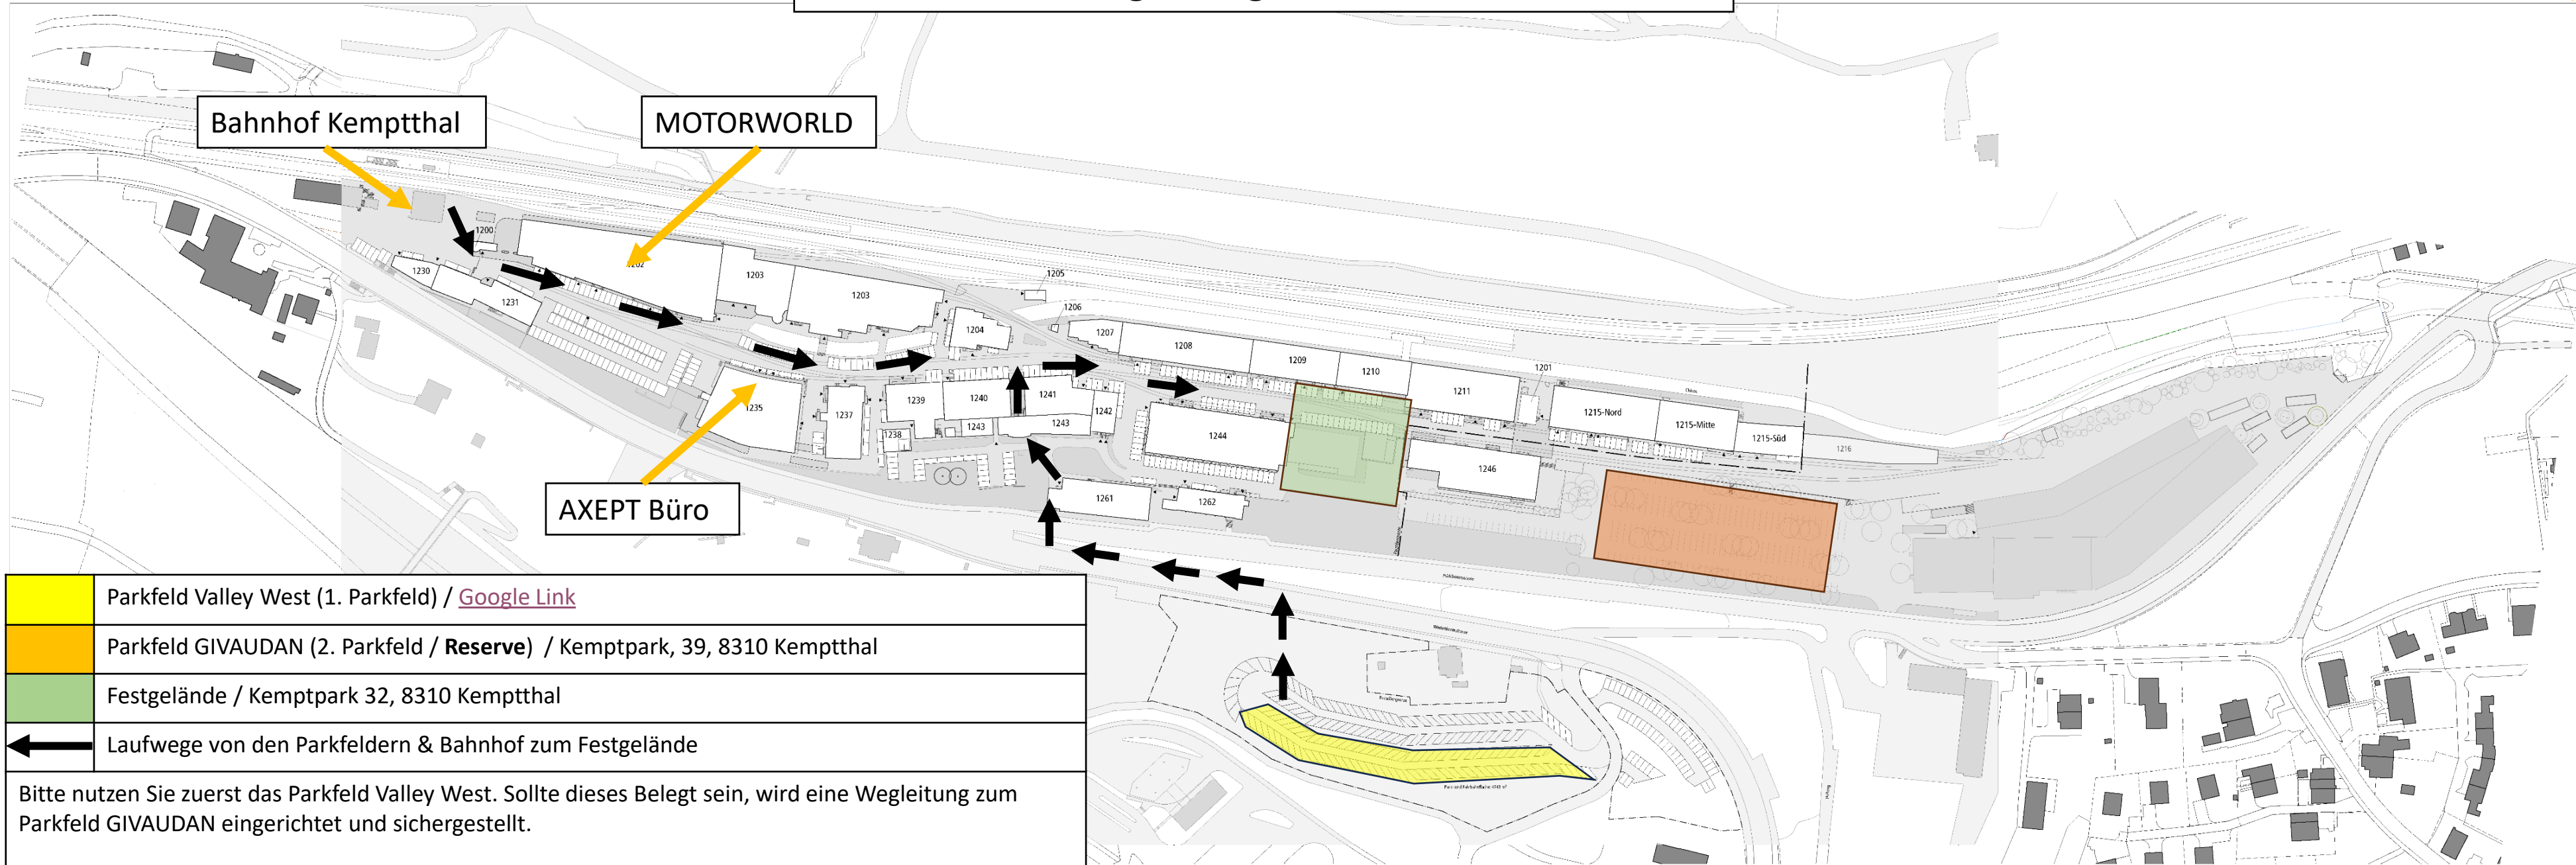 Bahnhof Kemptthal
MOTORWORLD
1200
1202
1203
1203
1205
1206
1230
1231
1204
1207
1208
1209
1210
1211
1201
1215-Nord
1215-Mitte
1215-Süd
1216
1235
1237
1239
1240
1241
1242
1238
1243
1243
1244
1246
1261
1262
AXEPT Büro
Parkfeld Valley West (1. Parkfeld) / Google Link
Parkfeld GIVAUDAN (2. Parkfeld / Reserve) / Kemptpark, 39, 8310 Kemptthal
Festgelände / Kemptpark 32, 8310 Kemptthal
Laufwege von den Parkfeldern & Bahnhof zum Festgelände
Bitte nutzen Sie zuerst das Parkfeld Valley West. Sollte dieses Belegt sein, wird eine Wegleitung zum
Parkfeld GIVAUDAN eingerichtet und sichergestellt.